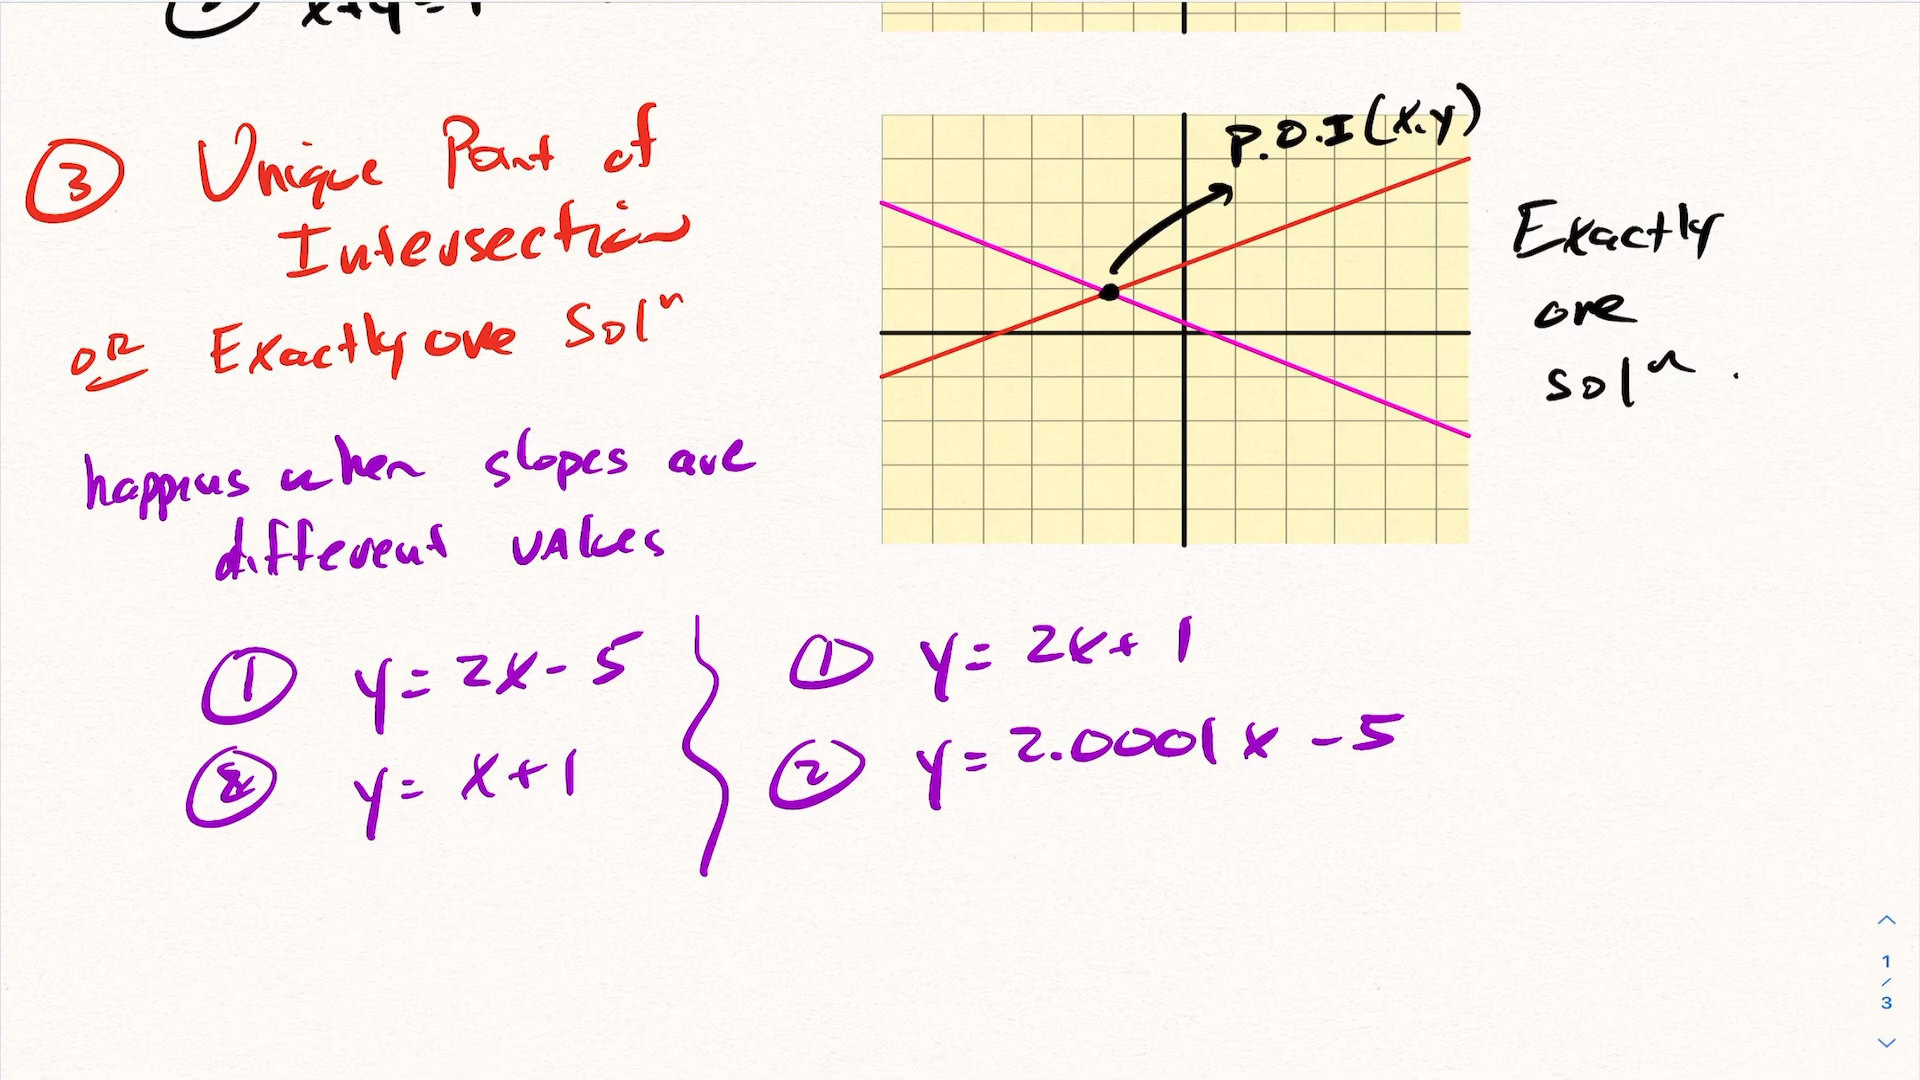 x+y=1
3 Unique Point of
Intersection
OR Exactly one Solⁿ
P.O.I (x,y)
Exactly
one
solⁿ.
happens when slopes are
different values
1 y = 2x - 5
2 y = x + 1
1 y = 2x + 1
2 y = 2.0001x - 5
1
/
3